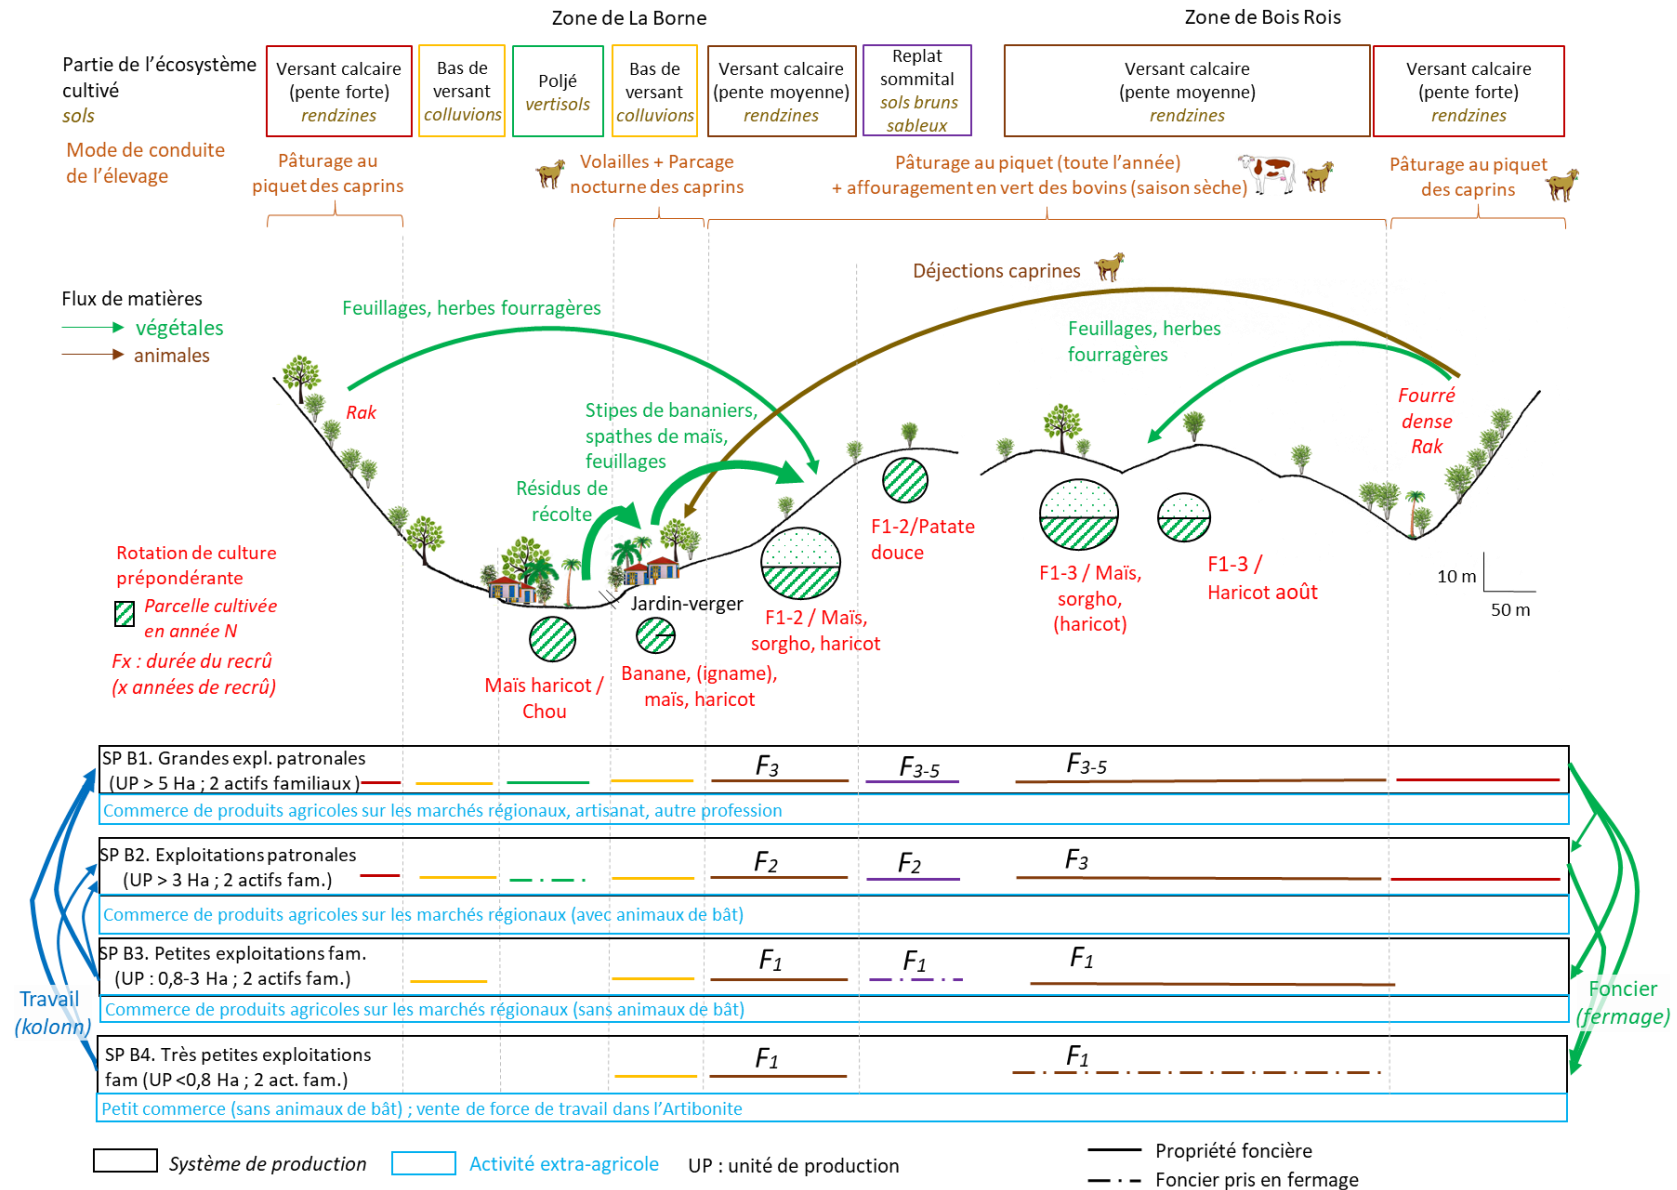 Zone de La Borne
Zone de Bois Rois
Partie de l’écosystème
cultivé
sols
Versant calcaire
(pente forte)
rendzines
Bas de
versant
colluvions
Poljé
vertisols
Bas de
versant
colluvions
Versant calcaire
(pente moyenne)
rendzines
Replat
sommital
sols bruns
sableux
Versant calcaire
(pente moyenne)
rendzines
Versant calcaire
(pente forte)
rendzines
Mode de conduite
de l’élevage
Pâturage au
piquet des caprins
Volailles + Parcage
nocturne des caprins
Pâturage au piquet (toute l’année)
+ affouragement en vert des bovins (saison sèche)
Pâturage au piquet
des caprins
Flux de matières
végétales
animales
Feuillages, herbes fourragères
Déjections caprines
Feuillages, herbes
fourragères
Rak
Stipes de bananiers,
spathes de maïs,
feuillages
Résidus de
récolte
Fourré
dense
Rak
Rotation de culture
prépondérante
Parcelle cultivée
en année N
Fx : durée du recrû
(x années de recrû)
Jardin-verger
Maïs haricot /
Chou
Banane, (igname),
maïs, haricot
F1-2 / Maïs,
sorgho, haricot
F1-2/Patate
douce
F1-3 / Maïs,
sorgho,
(haricot)
F1-3 /
Haricot août
10 m
50 m
SP B1. Grandes expl. patronales
(UP > 5 Ha ; 2 actifs familiaux)
F3
F3-5
F3-5
Commerce de produits agricoles sur les marchés régionaux, artisanat, autre profession
SP B2. Exploitations patronales
(UP > 3 Ha ; 2 actifs fam.)
F2
F2
F3
Commerce de produits agricoles sur les marchés régionaux (avec animaux de bât)
SP B3. Petites exploitations fam.
(UP : 0,8-3 Ha ; 2 actifs fam.)
F1
F1
F1
Commerce de produits agricoles sur les marchés régionaux (sans animaux de bât)
SP B4. Très petites exploitations
fam (UP <0,8 Ha ; 2 act. fam.)
F1
F1
Petit commerce (sans animaux de bât) ; vente de force de travail dans l’Artibonite
Travail
(kolonn)
Foncier
(fermage)
Système de production
Activité extra-agricole
UP : unité de production
Propriété foncière
Foncier pris en fermage